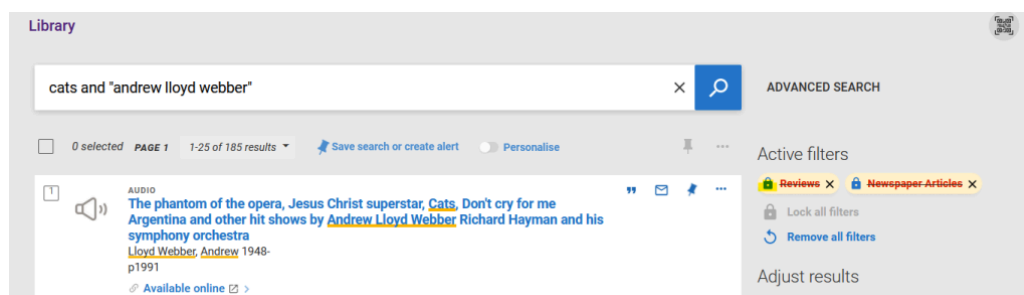 Library
cats and "andrew lloyd webber"
ADVANCED SEARCH
0 selected PAGE 1 1-25 of 185 results Save search or create alert Personalise
Active filters
Reviews X Newspaper Articles X
Lock all filters
Remove all filters
Adjust results
1
AUDIO
The phantom of the opera, Jesus Christ superstar, Cats, Don't cry for me
Argentina and other hit shows by Andrew Lloyd Webber Richard Hayman and his
symphony orchestra
Lloyd Webber, Andrew 1948-
p1991
Available online